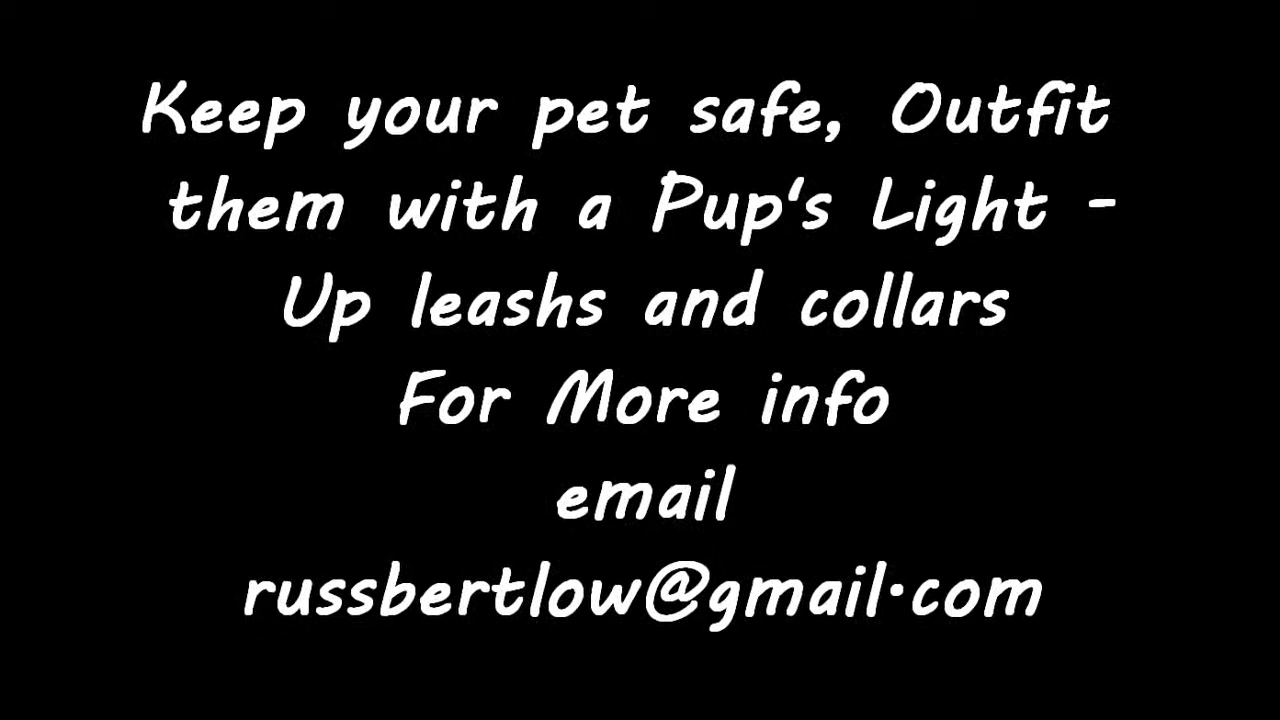 Keep your pet safe, Outfit
them with a Pup's Light -
Up leashs and collars
For More info
email
russbertlow@gmail.com